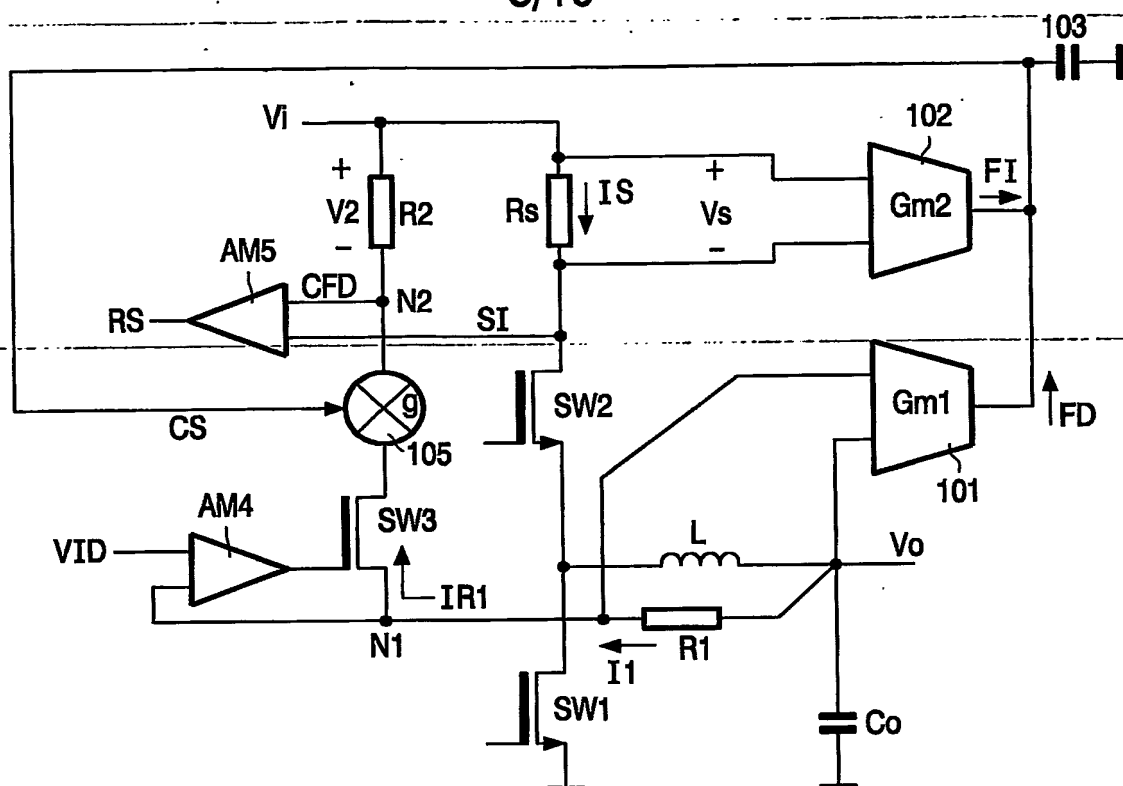 103
Vi
102
+
V2
R2
-
Rs
IS
+
Vs
-
Gm2
FI
AM5
CFD
N2
RS
SI
CS
g
105
SW2
Gm1
FD
101
AM4
SW3
VID
IR1
L
Vo
N1
I1
R1
SW1
Co